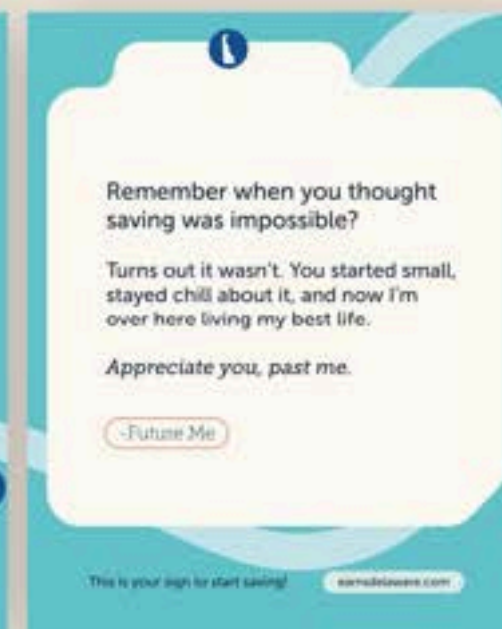 Remember when you thought
saving was impossible?
Turns out it wasn't. You started small,
stayed chill about it, and now I'm
over here living my best life.
Appreciate you, past me.
-Future Me
This is your sign to start saving!
earnsdelaware.com